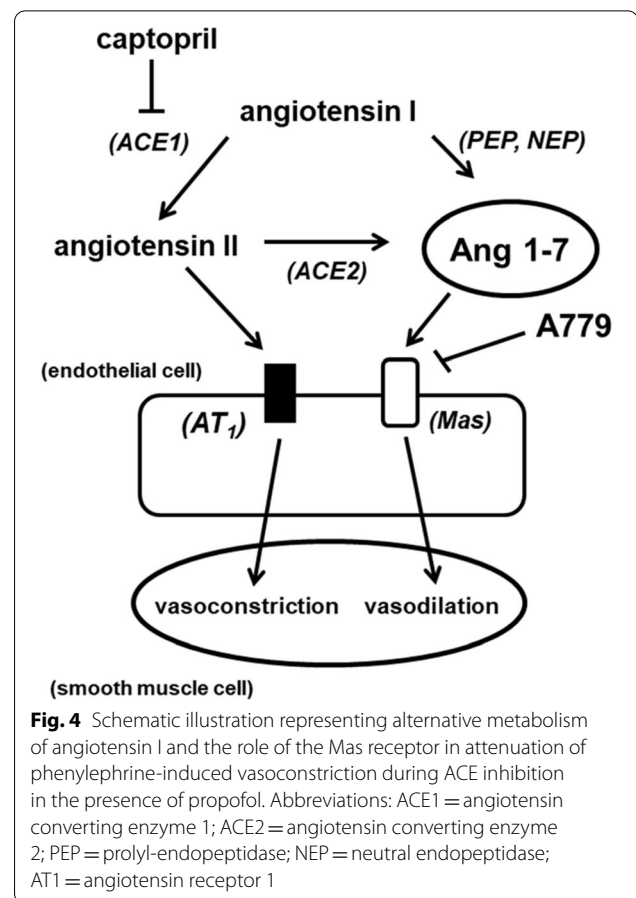 captopril
angiotensin I
(ACE1)
(PEP, NEP)
angiotensin II
(ACE2)
Ang 1-7
A779
(endothelial cell)
(AT₁)
(Mas)
vasoconstriction vasodilation
(smooth muscle cell)
Fig. 4 Schematic illustration representing alternative metabolism
of angiotensin I and the role of the Mas receptor in attenuation of
phenylephrine-induced vasoconstriction during ACE inhibition
in the presence of propofol. Abbreviations: ACE1 = angiotensin
converting enzyme 1; ACE2 = angiotensin converting enzyme
2; PEP = prolyl-endopeptidase; NEP = neutral endopeptidase;
AT1 = angiotensin receptor 1